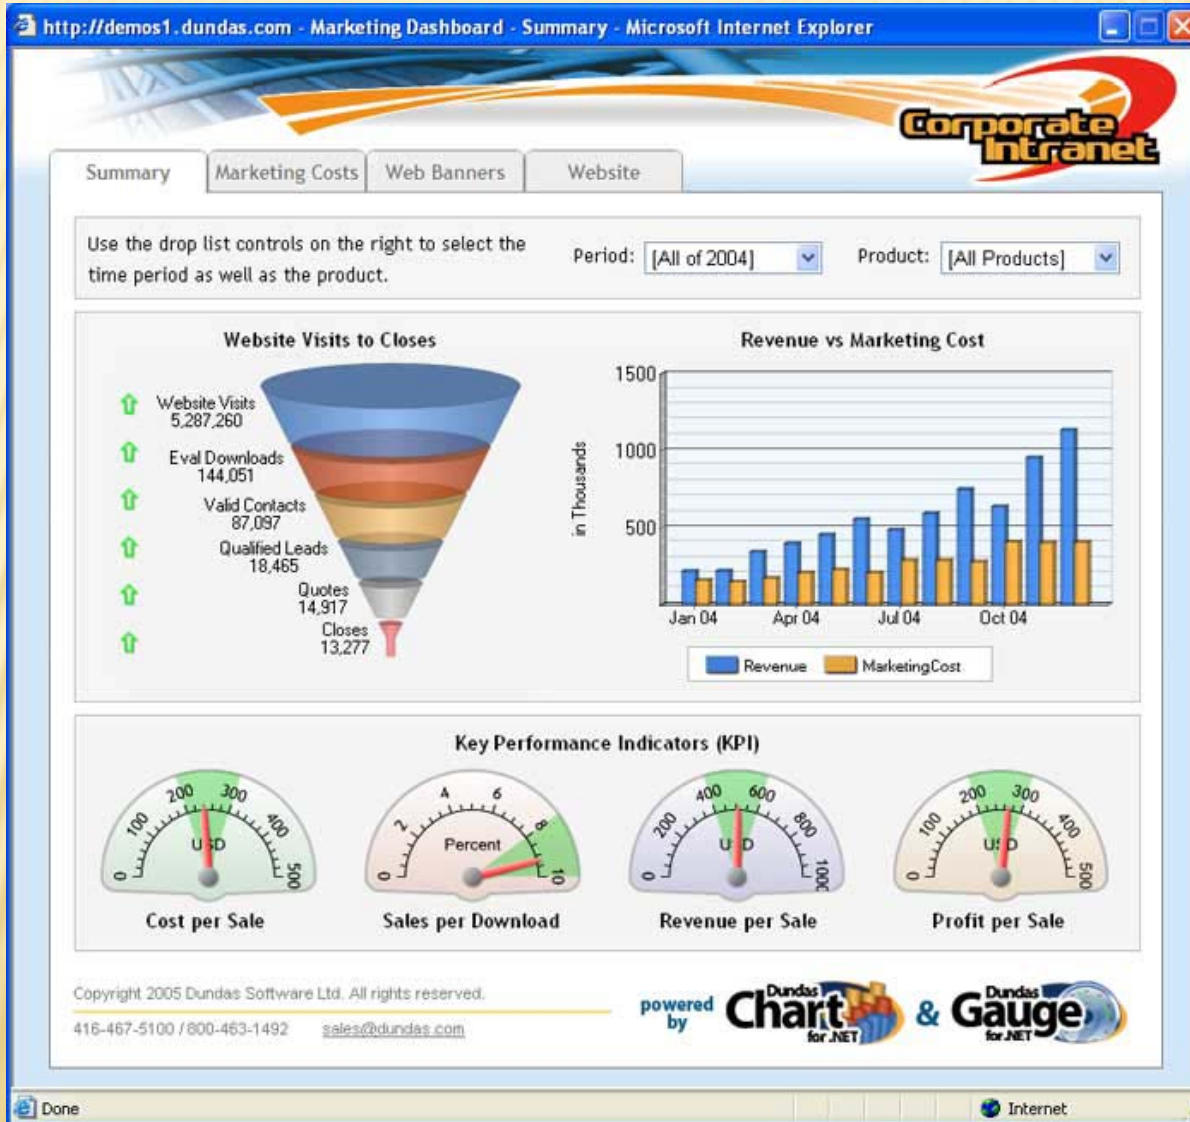 http://demos1.dundas.com - Marketing Dashboard - Summary - Microsoft Internet Explorer
Corporate
Intranet
Summary
Marketing Costs
Web Banners
Website
Use the drop list controls on the right to select the
time period as well as the product.
Period:
[All of 2004]
Product:
[All Products]
Website Visits to Closes
Website Visits
5,287,260
Eval Downloads
144,051
Valid Contacts
87,097
Qualified Leads
18,465
Quotes
14,917
Closes
13,277
Revenue vs Marketing Cost
in Thousands
1500
1000
500
Jan 04
Apr 04
Jul 04
Oct 04
Revenue
MarketingCost
Key Performance Indicators (KPI)
0 100 200 300 400 500
USD
Cost per Sale
0 2 4 6 8 10
Percent
Sales per Download
0 200 400 600 800 1000
USD
Revenue per Sale
0 100 200 300 400 500
USD
Profit per Sale
Copyright 2005 Dundas Software Ltd. All rights reserved.
416-467-5100 / 800-463-1492
sales@dundas.com
powered
by
Dundas
Chart
for .NET
&
Dundas
Gauge
for .NET
Done
Internet